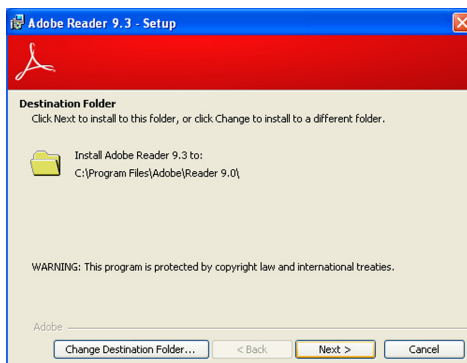 Adobe Reader 9.3 - Setup
Destination Folder
Click Next to install to this folder, or click Change to install to a different folder.
Install Adobe Reader 9.3 to:
C:\Program Files\Adobe\Reader 9.0\
WARNING: This program is protected by copyright law and international treaties.
Adobe
Change Destination Folder... < Back Next > Cancel